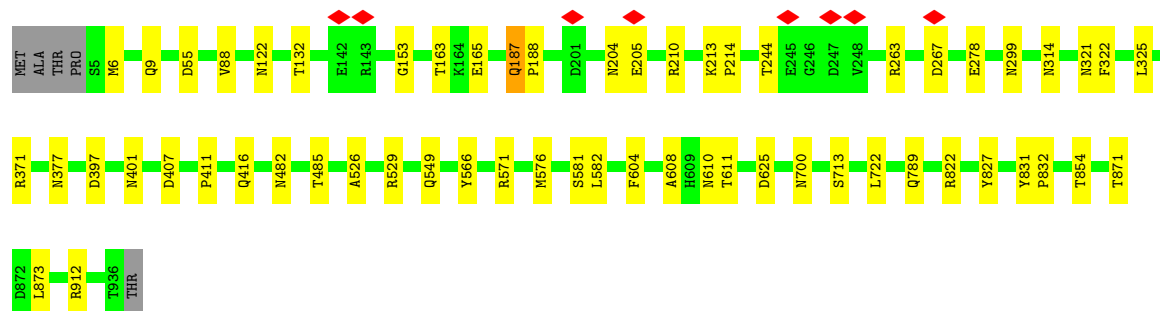 MET ALA THR PRO S5 M6 Q9 D55 V88 N122 T132 E142 R143 G153 T163 K164 E165 Q187 P188 D201 N204 E205 R210 K213 P214 T244 E245 G246 D247 V248 R263 D267 E278 N299 N314 N321 F322 L325
R371 N377 D397 N401 D407 P411 Q416 N482 T485 A526 R529 Q549 Y566 R571 M576 S581 L582 F604 A608 H609 N610 T611 D625 N700 S713 L722 Q789 R822 Y827 Y831 P832 T854 T871
D872 L873 R912 T936 THR